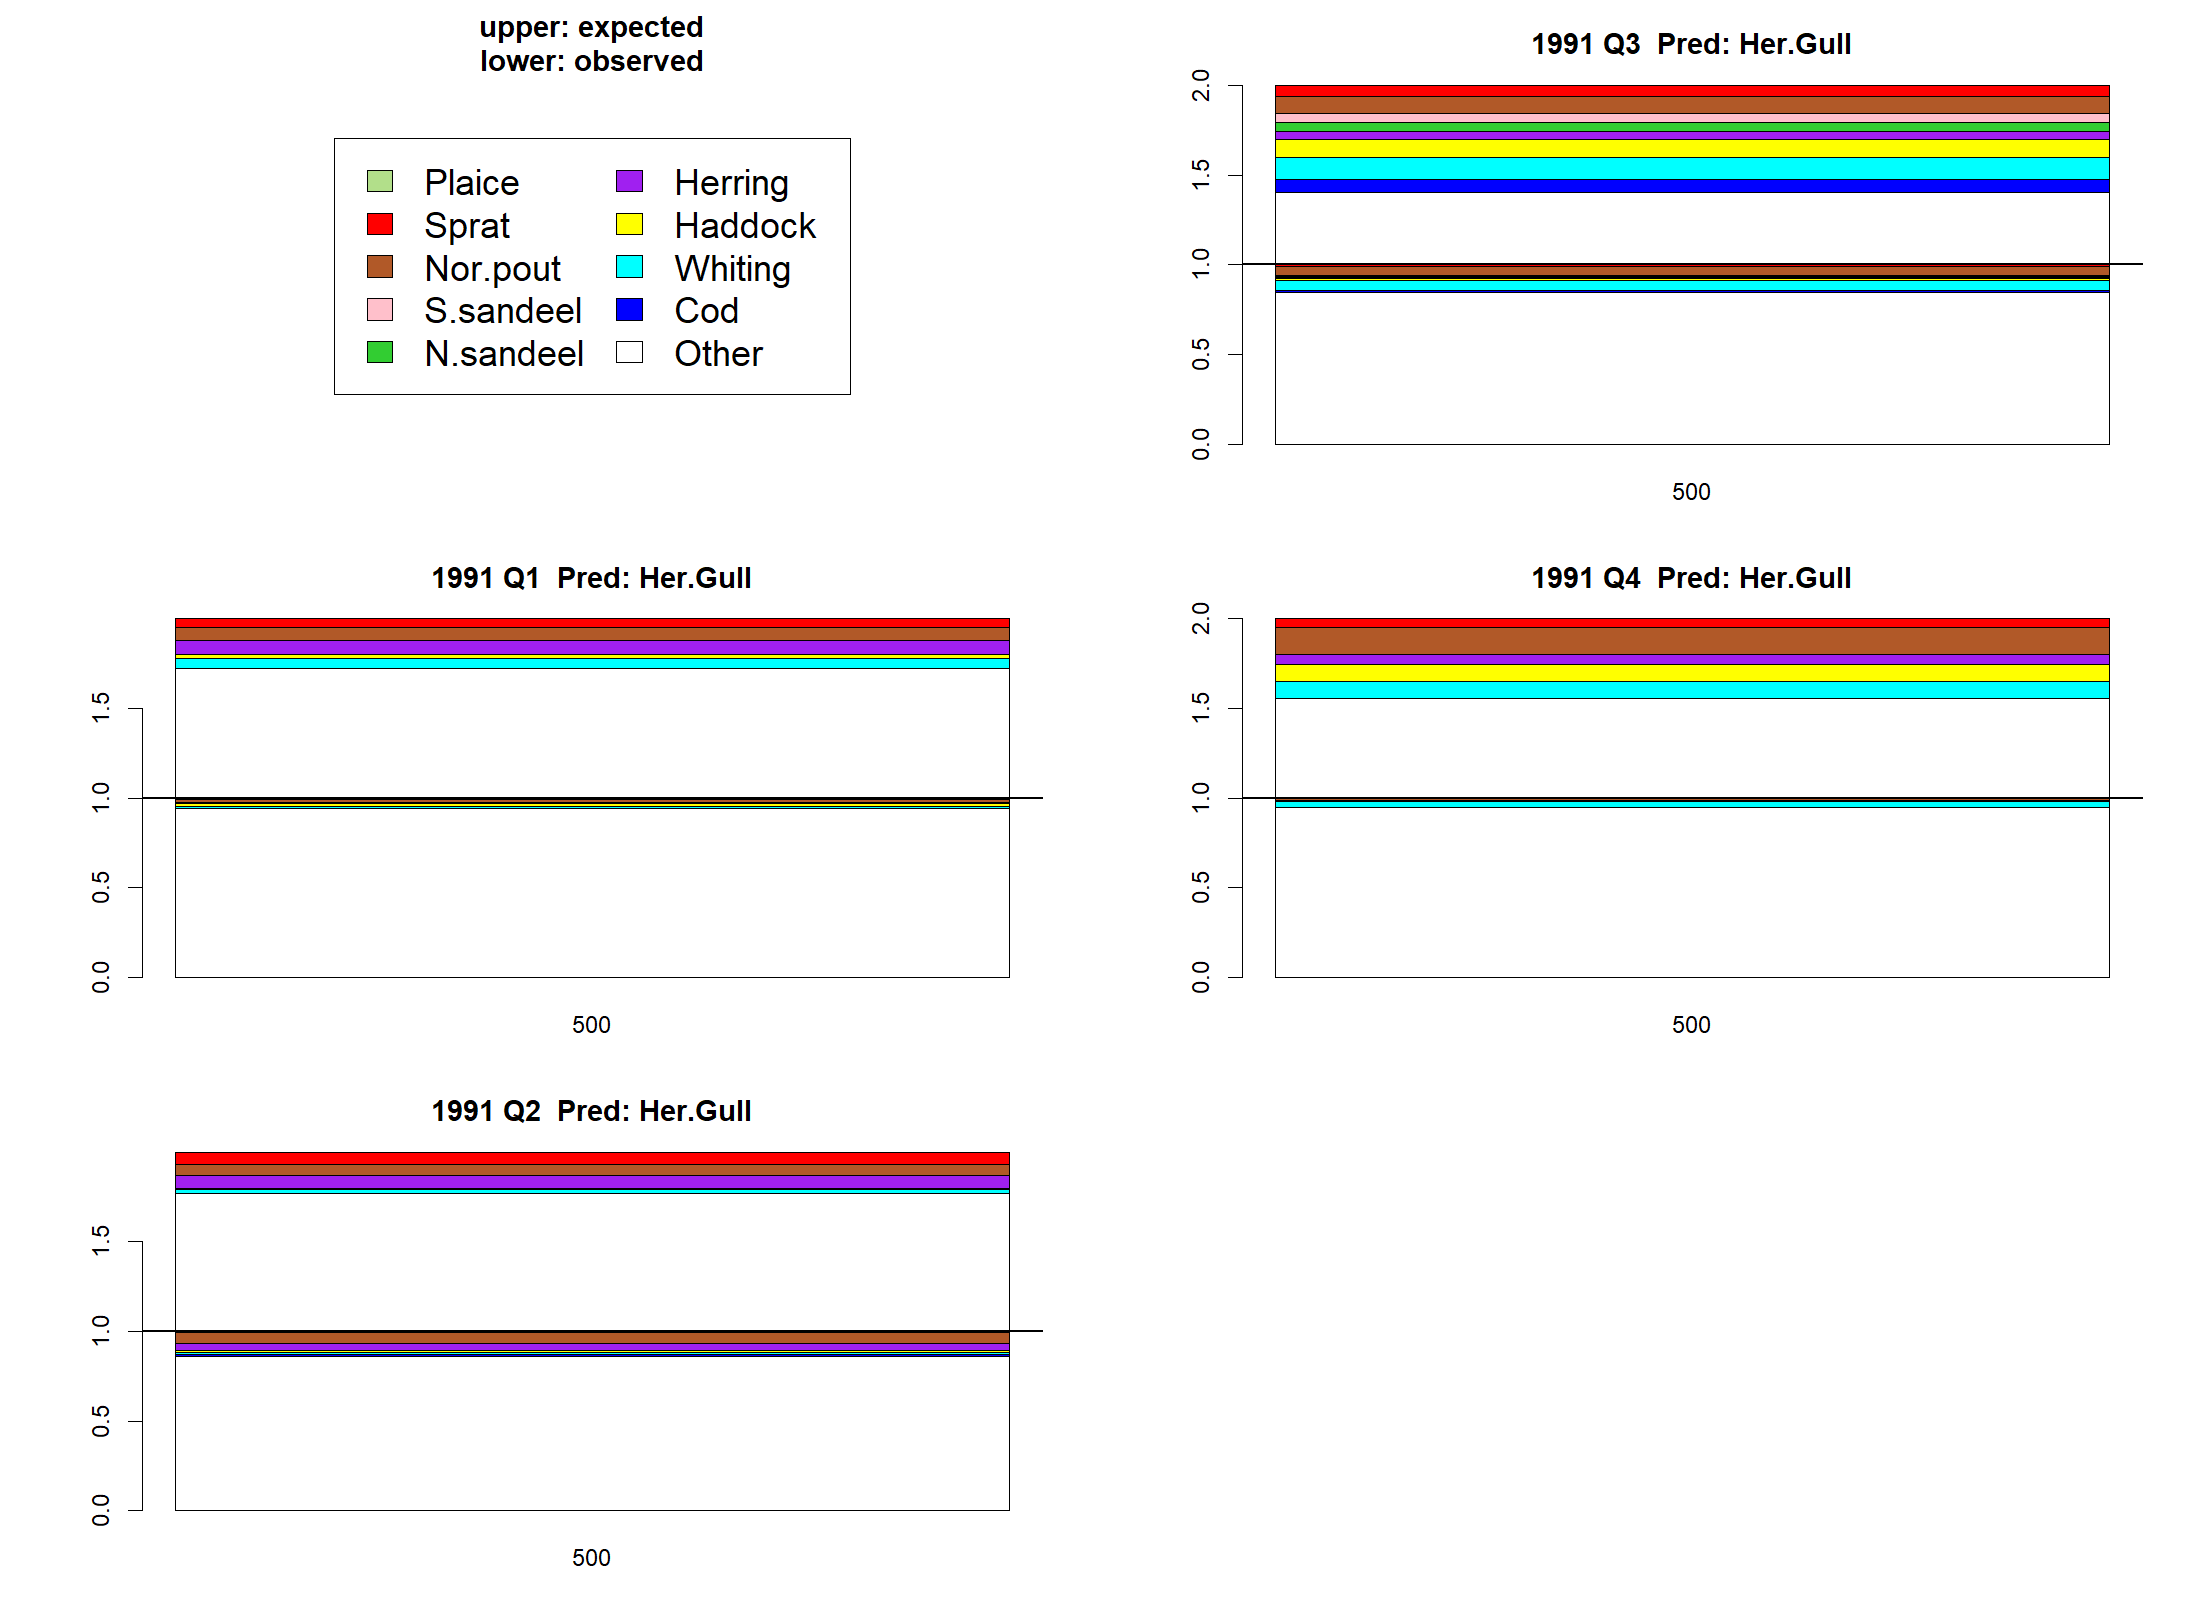 upper: expected
lower: observed
Plaice
Sprat
Nor.pout
S.sandeel
N.sandeel
Herring
Haddock
Whiting
Cod
Other
1991 Q3  Pred: Her.Gull
2.0
1.5
1.0
0.5
0.0
500
1991 Q1  Pred: Her.Gull
1.5
1.0
0.5
0.0
500
1991 Q4  Pred: Her.Gull
2.0
1.5
1.0
0.5
0.0
500
1991 Q2  Pred: Her.Gull
1.5
1.0
0.5
0.0
500